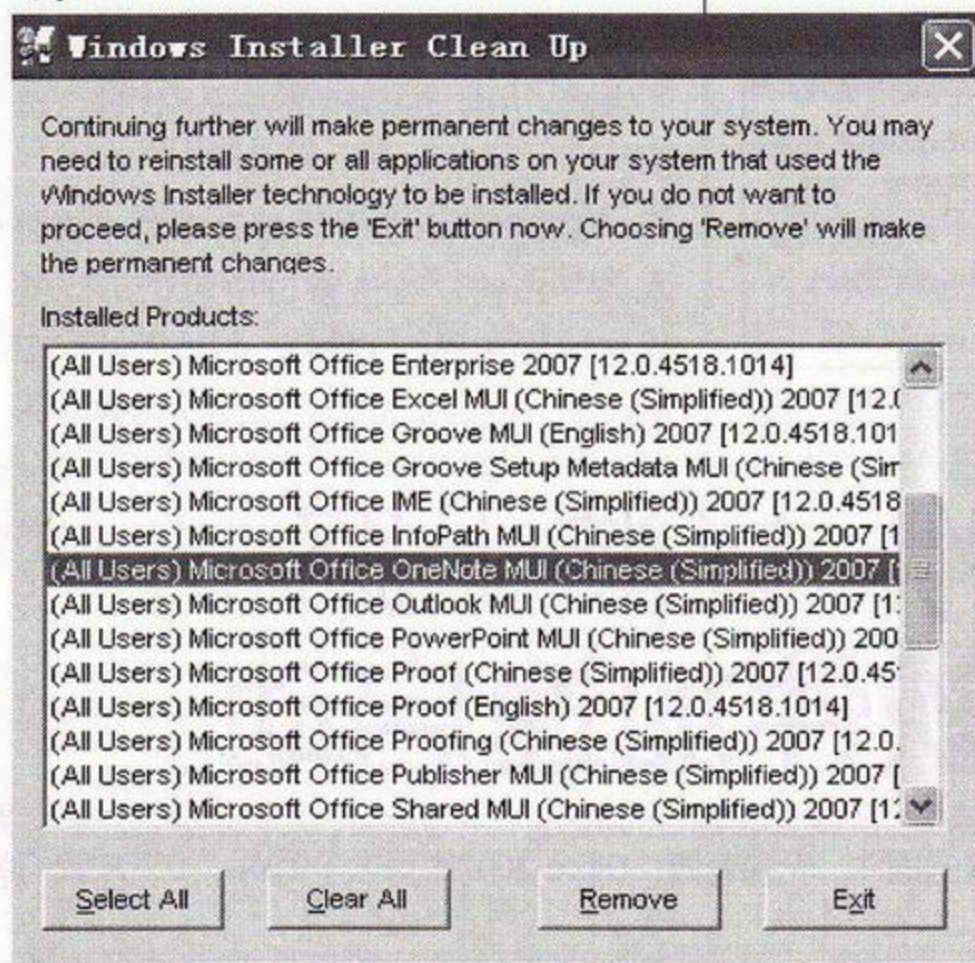 Windows Installer Clean Up
Continuing further will make permanent changes to your system. You may
need to reinstall some or all applications on your system that used the
Windows Installer technology to be installed. If you do not want to
proceed, please press the 'Exit' button now. Choosing 'Remove' will make
the permanent changes.
Installed Products:
(All Users) Microsoft Office Enterprise 2007 [12.0.4518.1014]
(All Users) Microsoft Office Excel MUI (Chinese (Simplified)) 2007 [12.0
(All Users) Microsoft Office Groove MUI (English) 2007 [12.0.4518.101
(All Users) Microsoft Office Groove Setup Metadata MUI (Chinese (Sim
(All Users) Microsoft Office IME (Chinese (Simplified)) 2007 [12.0.4518
(All Users) Microsoft Office InfoPath MUI (Chinese (Simplified)) 2007 [1
(All Users) Microsoft Office OneNote MUI (Chinese (Simplified)) 2007 [
(All Users) Microsoft Office Outlook MUI (Chinese (Simplified)) 2007 [1
(All Users) Microsoft Office PowerPoint MUI (Chinese (Simplified)) 200
(All Users) Microsoft Office Proof (Chinese (Simplified)) 2007 [12.0.45
(All Users) Microsoft Office Proof (English) 2007 [12.0.4518.1014]
(All Users) Microsoft Office Proofing (Chinese (Simplified)) 2007 [12.0.
(All Users) Microsoft Office Publisher MUI (Chinese (Simplified)) 2007 [
(All Users) Microsoft Office Shared MUI (Chinese (Simplified)) 2007 [12
Select All Clear All Remove Exit